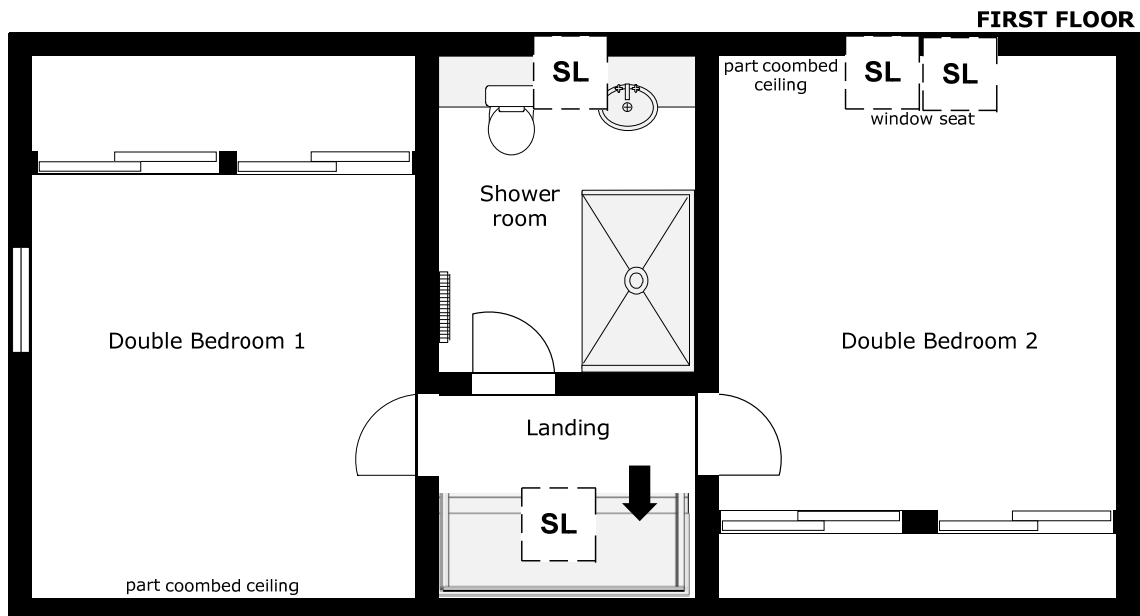 FIRST FLOOR
part coombed
ceiling
SL
SL
SL
window seat
Shower
room
Double Bedroom 1
Double Bedroom 2
Landing
SL
part coombed ceiling